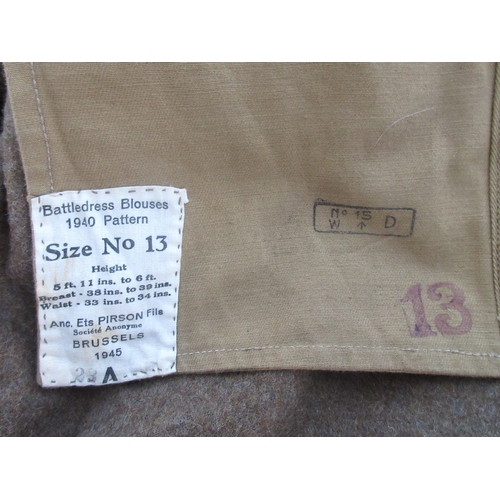 Battledress Blouses
1940 Pattern
Size No 13
Height
5 ft. 11 ins. to 6 ft.
Breast - 38 ins. to 39 ins.
Waist - 33 ins. to 34 ins.
Anc. Ets PIRSON Fils
Société Anonyme
BRUSSELS
1945
A
No 15
W ↑ D
13